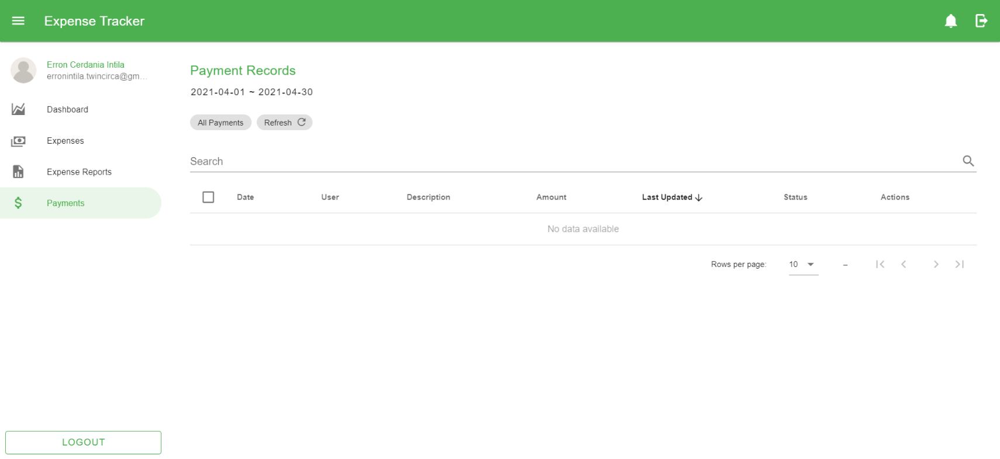 Expense Tracker
Erron Cerdania Intila
erronintila.twincirca@gm...
Dashboard
Expenses
Expense Reports
Payments
LOGOUT
Payment Records
2021-04-01 ~ 2021-04-30
All Payments Refresh
Search
Date User Description Amount Last Updated Status Actions
No data available
Rows per page: 10 –